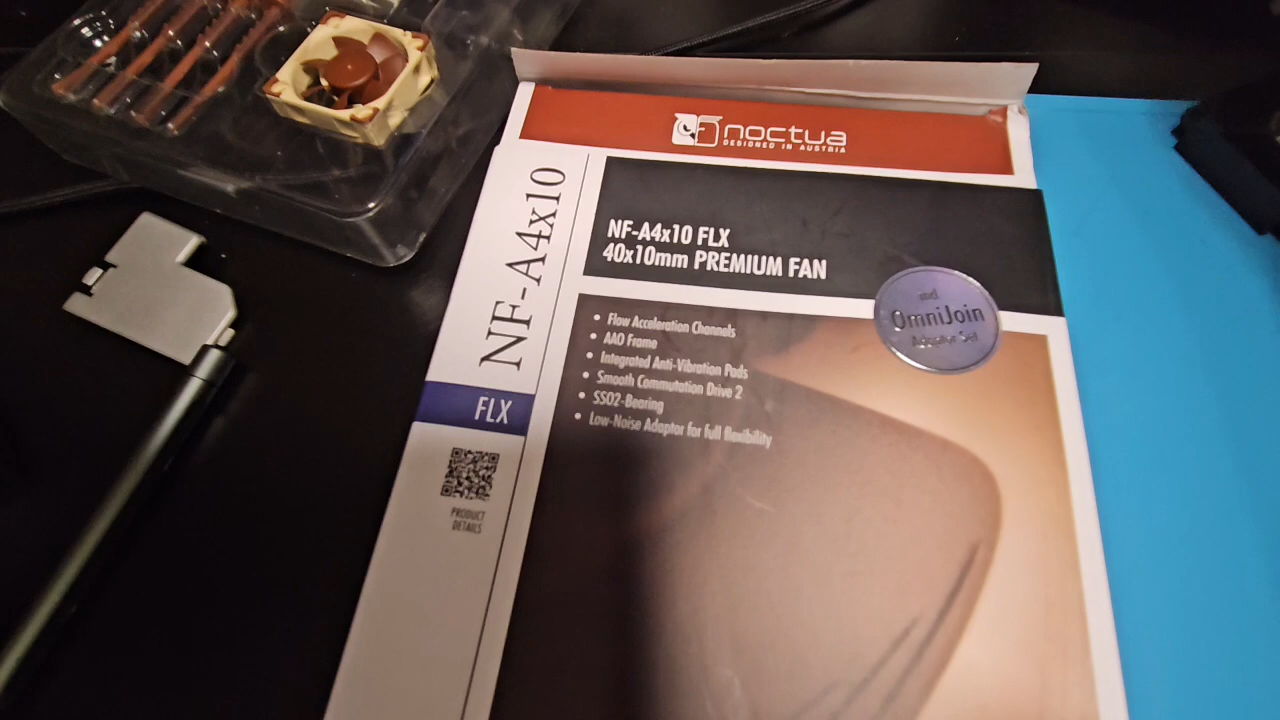 noctua
DESIGNED IN AUSTRIA
NF-A4x10
FLX
PRODUCT
DETAILS
NF-A4x10 FLX
40x10mm PREMIUM FAN
and
OmniJoin
Adaptor Set
• Flow Acceleration Channels
• AAO Frame
• Integrated Anti-Vibration Pads
• Smooth Commutation Drive 2
• SSO2-Bearing
• Low-Noise Adaptor for full flexibility